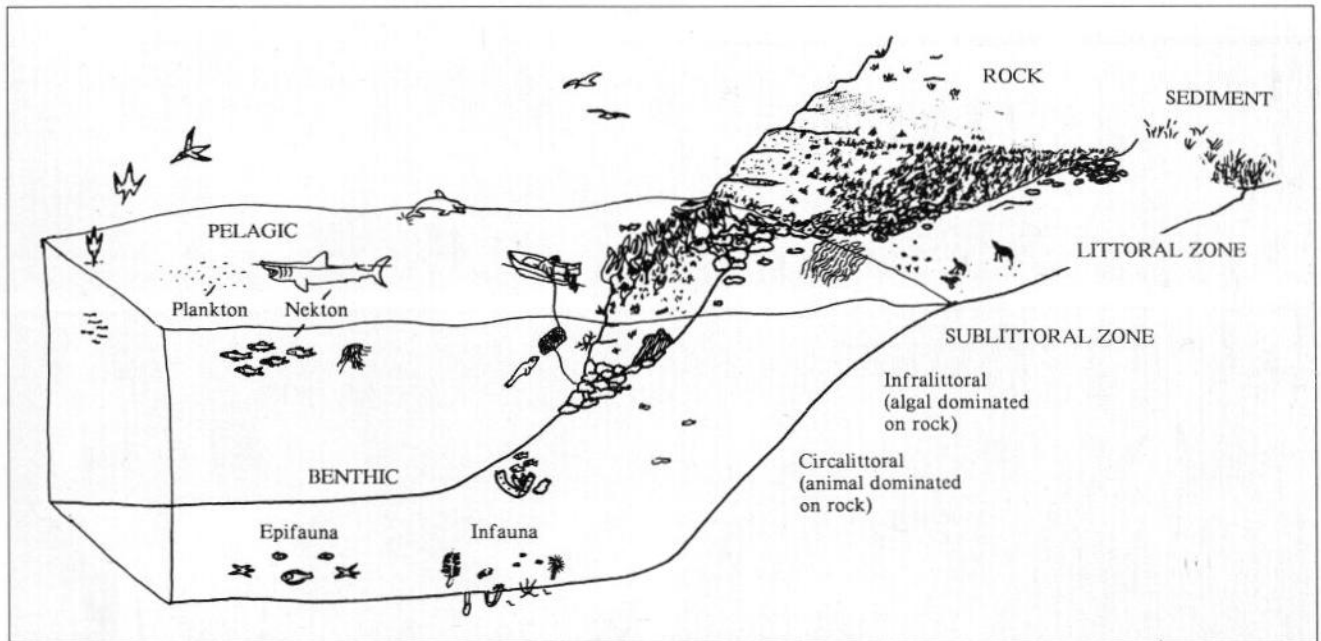 ROCK
SEDIMENT
PELAGIC
LITTORAL ZONE
Plankton
Nekton
SUBLITTORAL ZONE
Infralittoral
(algal dominated
on rock)
Circalittoral
(animal dominated
on rock)
BENTHIC
Epifauna
Infauna